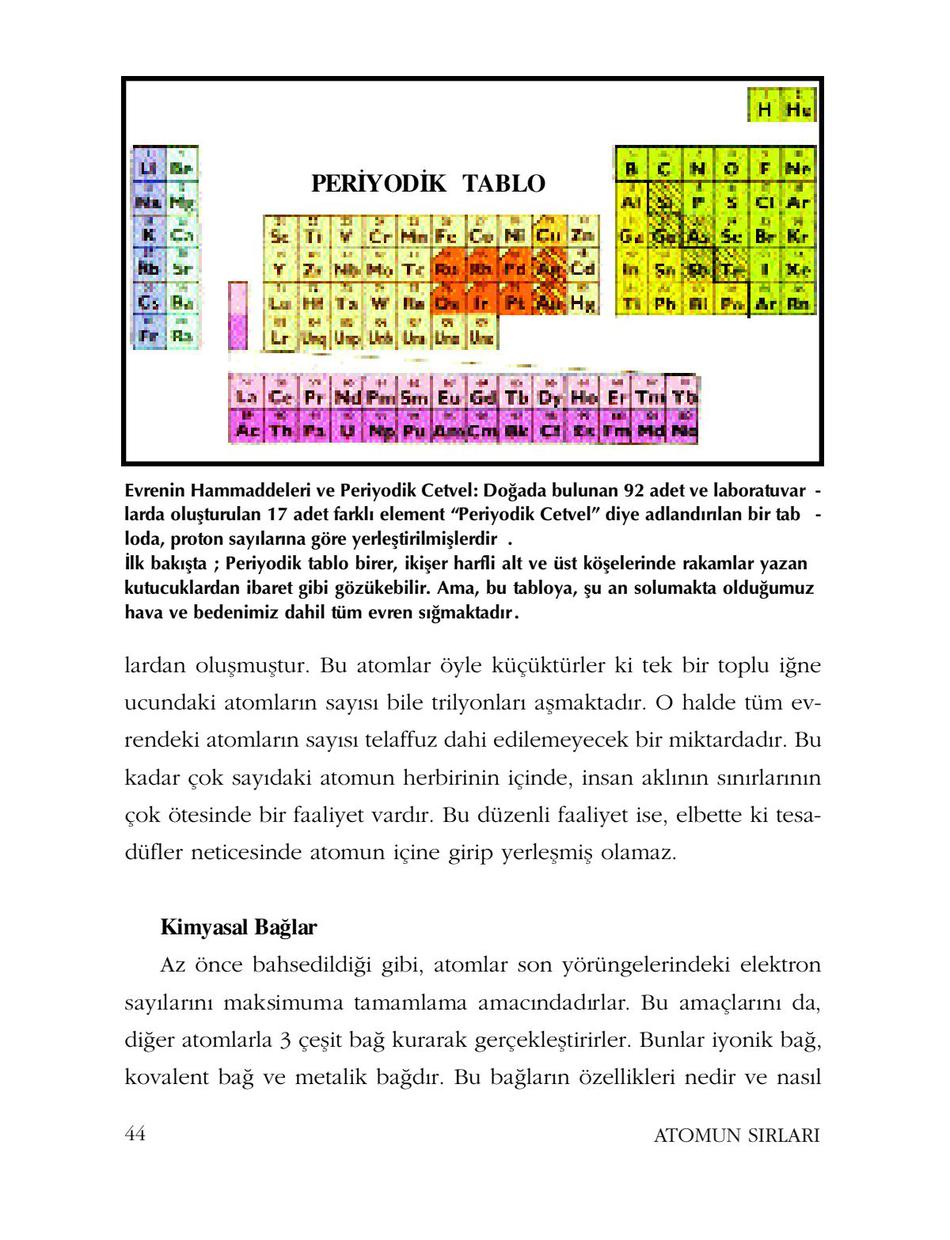 H He
Li Be B C N O F Ne
PERİYODİK TABLO
Na Mg Al Si P S Cl Ar
K Ca Sc Ti V Cr Mn Fe Co Ni Cu Zn Ga Ge As Se Br Kr
Rb Sr Y Zr Nb Mo Tc Ru Rh Pd Ag Cd In Sn Sb Te I Xe
Cs Ba Lu Hf Ta W Re Os Ir Pt Au Hg Ti Pb Bi Po Ar Rn
Fr Ra Lr Unq Unp Unh Uns Uno Une
La Ce Pr Nd Pm Sm Eu Gd Tb Dy Ho Er Tm Yb
Ac Th Pa U Np Pu Am Cm Bk Cf Es Fm Md No
Evrenin Hammaddeleri ve Periyodik Cetvel: Doğada bulunan 92 adet ve laboratuvar -
larda oluşturulan 17 adet farklı element “Periyodik Cetvel” diye adlandırılan bir tab -
loda, proton sayılarına göre yerleştirilmişlerdir .
İlk bakışta ; Periyodik tablo birer, ikişer harfli alt ve üst köşelerinde rakamlar yazan
kutucuklardan ibaret gibi gözükebilir. Ama, bu tabloya, şu an solumakta olduğumuz
hava ve bedenimiz dahil tüm evren sığmaktadır.
lardan oluşmuştur. Bu atomlar öyle küçüktürler ki tek bir toplu iğne
ucundaki atomların sayısı bile trilyonları aşmaktadır. O halde tüm ev-
rendeki atomların sayısı telaffuz dahi edilemeyecek bir miktardadır. Bu
kadar çok sayıdaki atomun herbirinin içinde, insan aklının sınırlarının
çok ötesinde bir faaliyet vardır. Bu düzenli faaliyet ise, elbette ki tesa-
düfler neticesinde atomun içine girip yerleşmiş olamaz.
Kimyasal Bağlar
Az önce bahsedildiği gibi, atomlar son yörüngelerindeki elektron
sayılarını maksimuma tamamlama amacındadırlar. Bu amaçlarını da,
diğer atomlarla 3 çeşit bağ kurarak gerçekleştirirler. Bunlar iyonik bağ,
kovalent bağ ve metalik bağdır. Bu bağların özellikleri nedir ve nasıl
44
ATOMUN SIRLARI